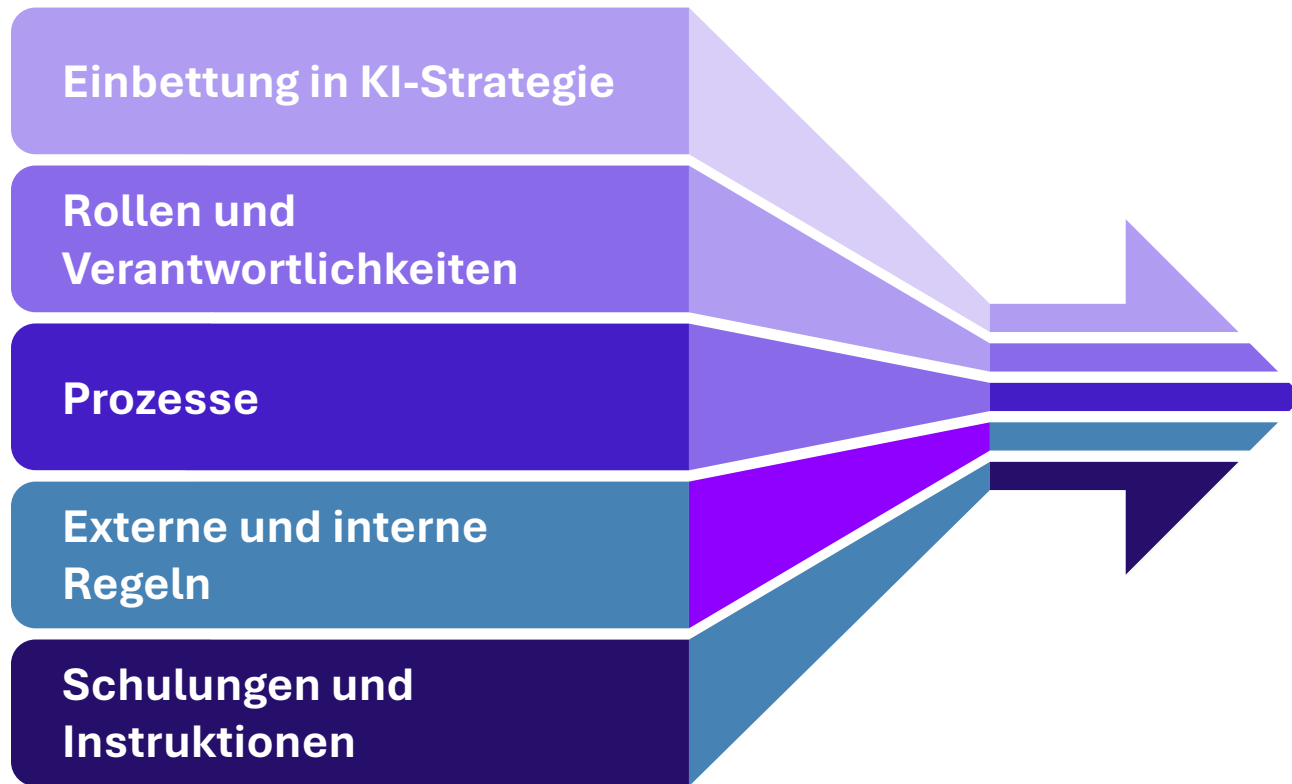 Einbettung in KI-Strategie
Rollen und
Verantwortlichkeiten
Prozesse
Externe und interne
Regeln
Schulungen und
Instruktionen